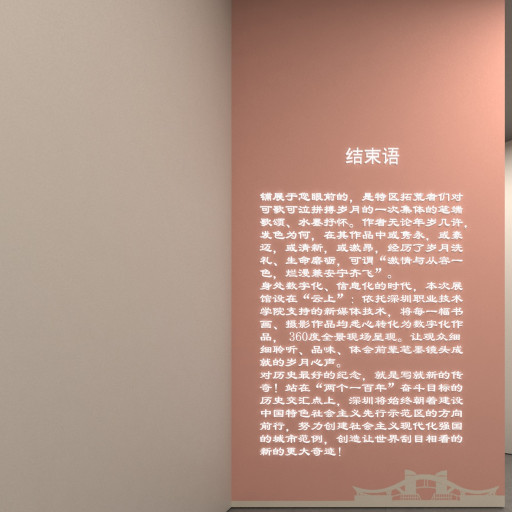 结束语
铺展于您眼前的，是特区拓荒者们对
可歌可泣拼搏岁月的一次集体的笔端
歌颂、水墨抒怀。作者无论年岁几许、
发色为何，在其作品中或隽永，或豪
迈，或清新，或激昂，经历了岁月洗
礼、生命磨砺，可谓“激情与从容一
色，烂漫兼安宁齐飞”。
身处数字化、信息化的时代，本次展
馆设在“云上”：依托深圳职业技术
学院支持的新媒体技术，将每一幅书
画、摄影作品均悉心转化为数字化作
品，360度全景现场呈现。让观众细
细聆听、品味、体会前辈笔墨镜头成
就的岁月心声。
对历史最好的纪念，就是写就新的传
奇！站在“两个一百年”奋斗目标的
历史交汇点上，深圳将始终朝着建设
中国特色社会主义先行示范区的方向
前行，努力创建社会主义现代化强国
的城市范例，创造让世界刮目相看的
新的更大奇迹！